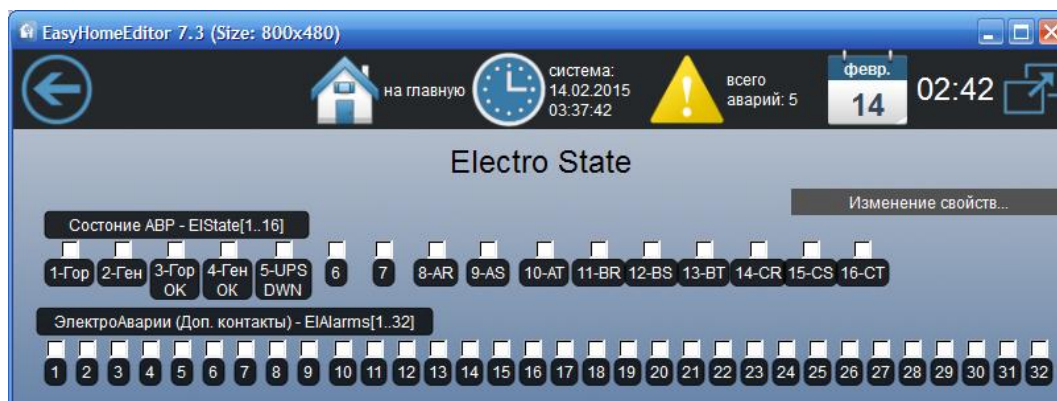 EasyHomeEditor 7.3 (Size: 800x480)
на главную
система:
14.02.2015
03:37:42
всего
аварий: 5
февр.
14
02:42
Electro State
Изменение свойств...
Состоние АВР - ElState[1..16]
1-Гор 2-Ген 3-Гор OK 4-Ген OK 5-UPS DWN 6 7 8-AR 9-AS 10-AT 11-BR 12-BS 13-BT 14-CR 15-CS 16-CT
ЭлектроАварии (Доп. контакты) - ElAlarms[1..32]
1 2 3 4 5 6 7 8 9 10 11 12 13 14 15 16 17 18 19 20 21 22 23 24 25 26 27 28 29 30 31 32